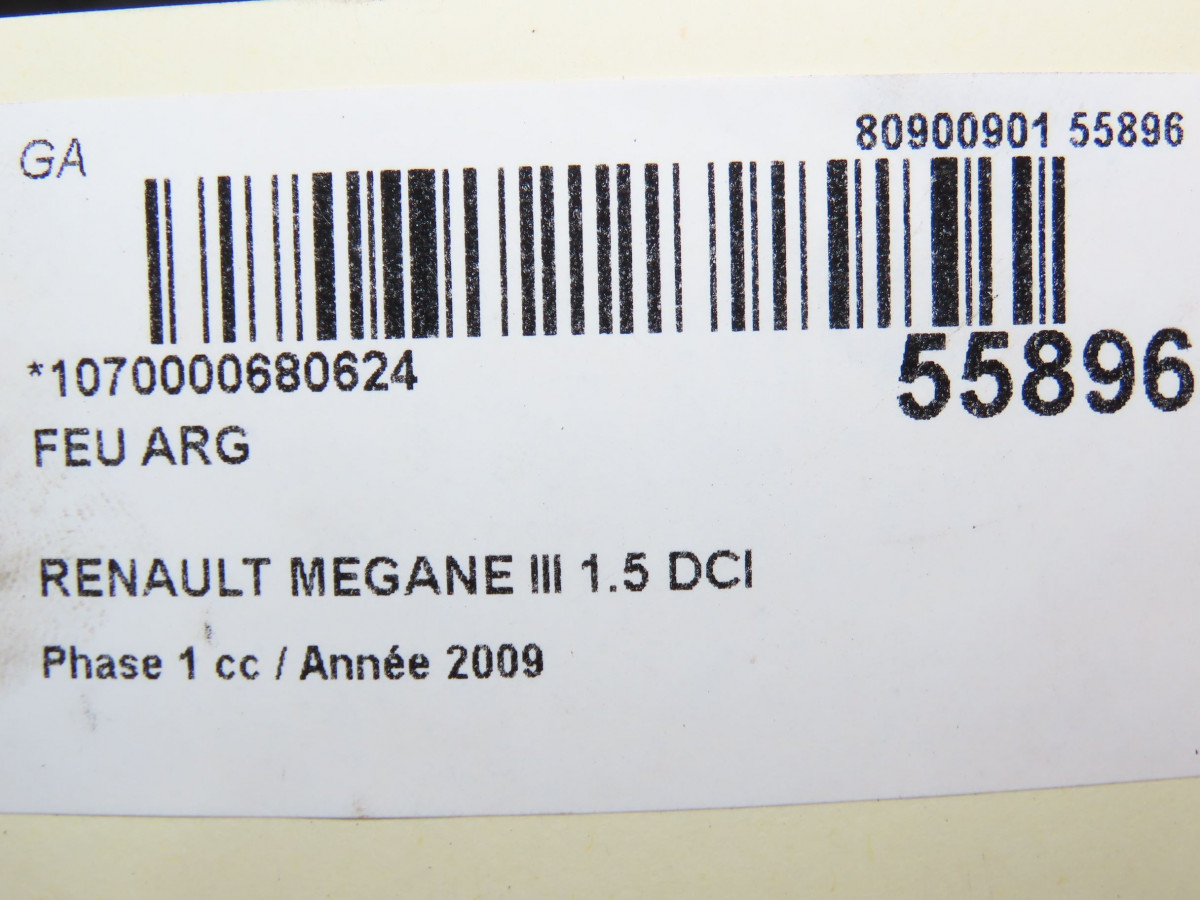 GA
80900901 55896
*1070000680624
55896
FEU ARG
RENAULT MEGANE III 1.5 DCI
Phase 1 cc / Année 2009